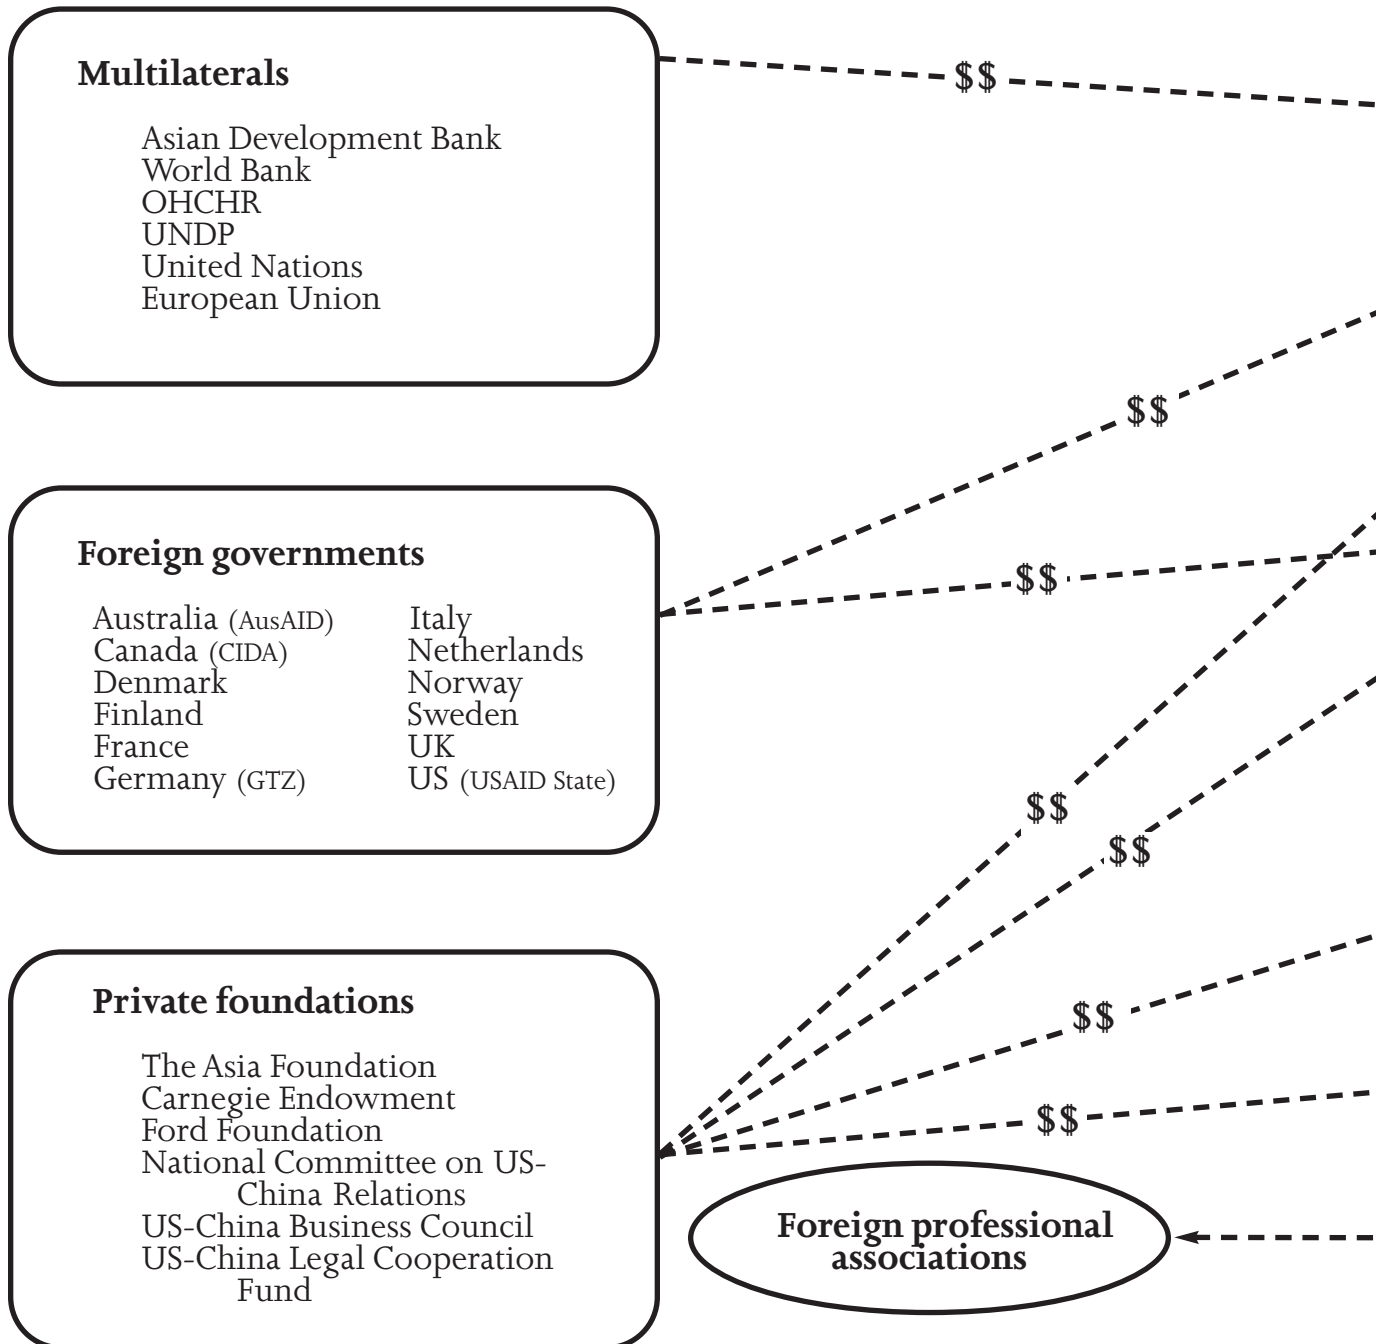 Multilaterals
Asian Development Bank
World Bank
OHCHR
UNDP
United Nations
European Union
$$
$$
Foreign governments
Australia (AusAID)
Canada (CIDA)
Denmark
Finland
France
Germany (GTZ)
Italy
Netherlands
Norway
Sweden
UK
US (USAID State)
$$
$$
$$
Private foundations
The Asia Foundation
Carnegie Endowment
Ford Foundation
National Committee on US-
China Relations
US-China Business Council
US-China Legal Cooperation
Fund
$$
$$
Foreign professional
associations